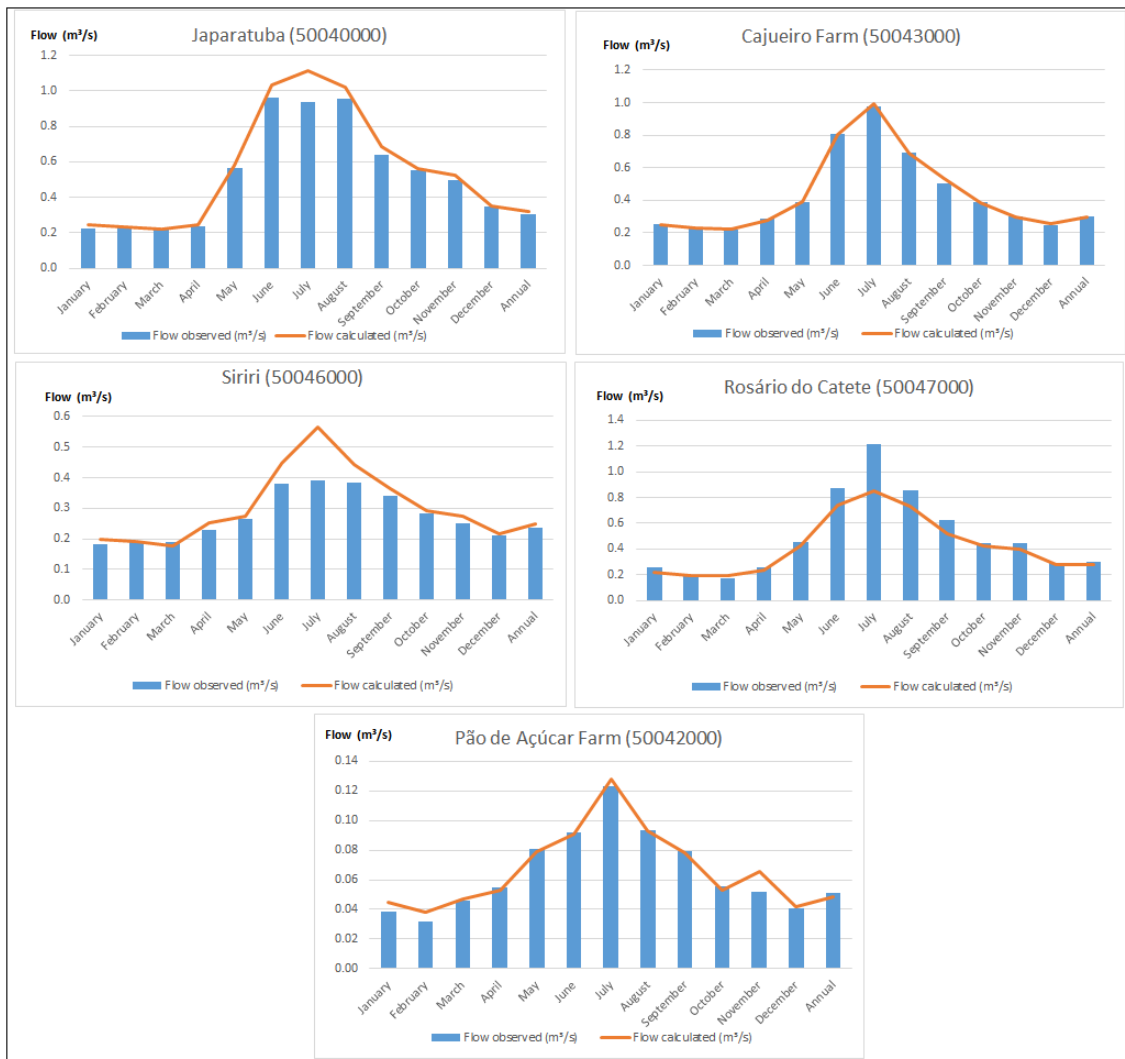 Japaratuba (50040000)
Flow (m³/s)
1.2
1.0
0.8
0.6
0.4
0.2
0.0
January
February
March
April
May
June
July
August
September
October
November
December
Annual
Flow observed (m³/s)
Flow calculated (m³/s)
Cajueiro Farm (50043000)
Flow (m³/s)
1.2
1.0
0.8
0.6
0.4
0.2
0.0
January
February
March
April
May
June
July
August
September
October
November
December
Annual
Flow observed (m³/s)
Flow calculated (m³/s)
Siriri (50046000)
Flow (m³/s)
0.6
0.5
0.4
0.3
0.2
0.1
0.0
January
February
March
April
May
June
July
August
September
October
November
December
Annual
Flow observed (m³/s)
Flow calculated (m³/s)
Rosário do Catete (50047000)
Flow (m³/s)
1.4
1.2
1.0
0.8
0.6
0.4
0.2
0.0
January
February
March
April
May
June
July
August
September
October
November
December
Annual
Flow observed (m³/s)
Flow calculated (m³/s)
Flow (m³/s)
Pão de Açúcar Farm (50042000)
0.14
0.12
0.10
0.08
0.06
0.04
0.02
0.00
January
February
March
April
May
June
July
August
September
October
November
December
Annual
Flow observed (m³/s)
Flow calculated (m³/s)